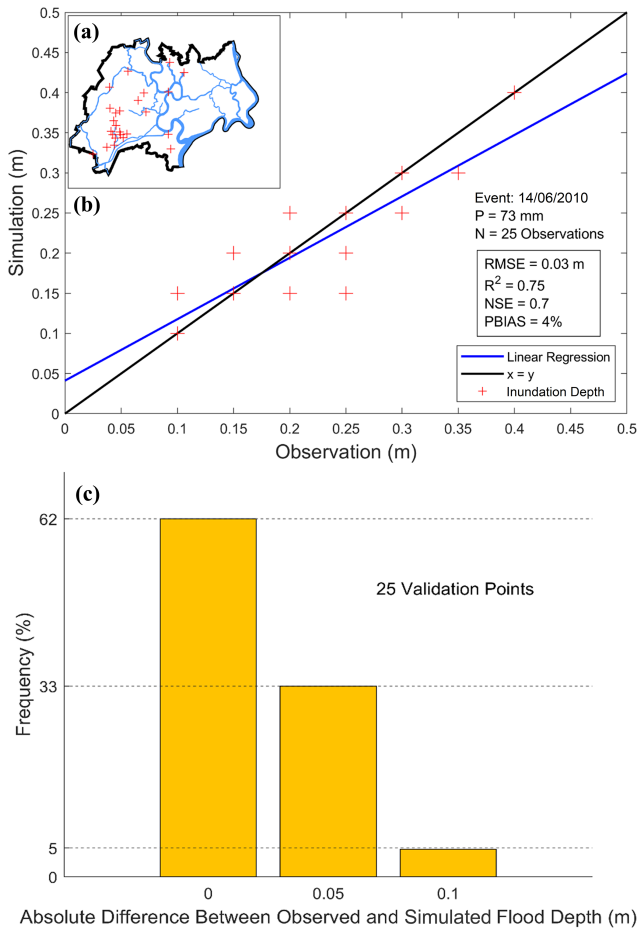 (a)
(b)
Simulation (m)
0.5
0.4
0.35
0.3
0.25
0.2
0.15
0.1
0.05
0
Event: 14/06/2010
P = 73 mm
N = 25 Observations
RMSE = 0.03 m
R² = 0.75
NSE = 0.7
PBIAS = 4%
Linear Regression
x = y
Inundation Depth
0 0.05 0.1 0.15 0.2 0.25 0.3 0.35 0.4 0.45 0.5
Observation (m)
(c)
25 Validation Points
Frequency (%)
62
33
5
0
0 0.05 0.1
Absolute Difference Between Observed and Simulated Flood Depth (m)